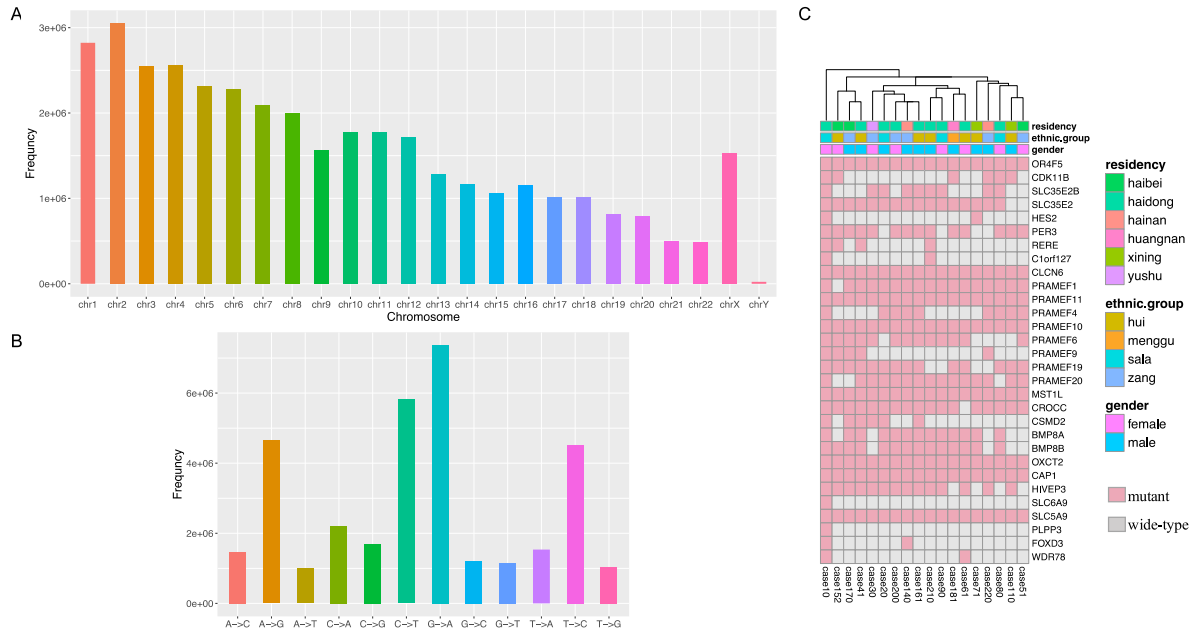 A
Frequncy
3e+06
2e+06
1e+06
0e+00
chr1 chr2 chr3 chr4 chr5 chr6 chr7 chr8 chr9 chr10 chr11 chr12 chr13 chr14 chr15 chr16 chr17 chr18 chr19 chr20 chr21 chr22 chrX chrY
Chromosome
B
Frequncy
6e+06
4e+06
2e+06
0e+00
A->C A->G A->T C->A C->G C->T G->A G->C G->T T->A T->C T->G
C
residency
ethnic.group
gender
OR4F5
CDK11B
SLC35E2B
SLC35E2
HES2
PER3
RERE
C1orf127
CLCN6
PRAMEF1
PRAMEF11
PRAMEF4
PRAMEF10
PRAMEF6
PRAMEF9
PRAMEF19
PRAMEF20
MST1L
CROCC
CSMD2
BMP8A
BMP8B
OXCT2
CAP1
HIVEP3
SLC6A9
SLC5A9
PLPP3
FOXD3
WDR78
case10
case152
case170
case41
case30
case20
case200
case140
case161
case210
case90
case181
case61
case71
case220
case80
case110
case51
residency
haibei
haidong
hainan
huangnan
xining
yushu
ethnic.group
hui
menggu
sala
zang
gender
female
male
mutant
wide-type